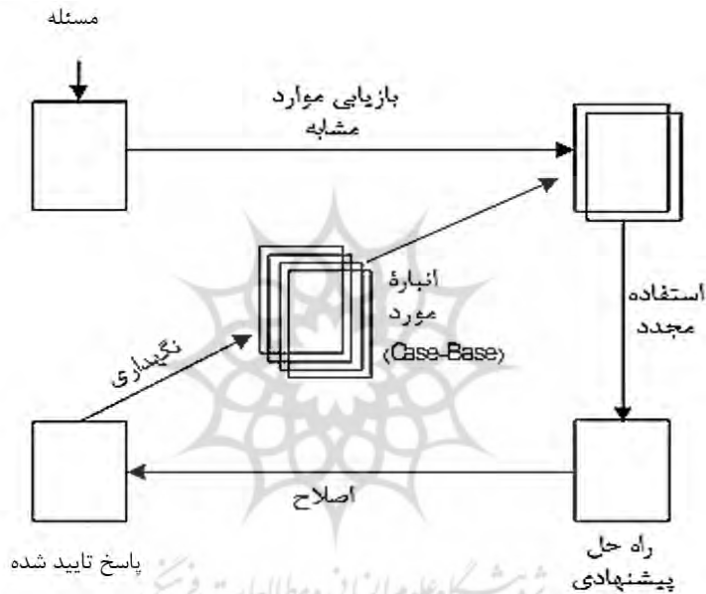 مسئله
بازیابی موارد
مشابه
انبارهٔ
مورد
(Case-Base)
استفاده
مجدد
نگهداری
اصلاح
پاسخ تایید شده
راه حل
پیشنهادی